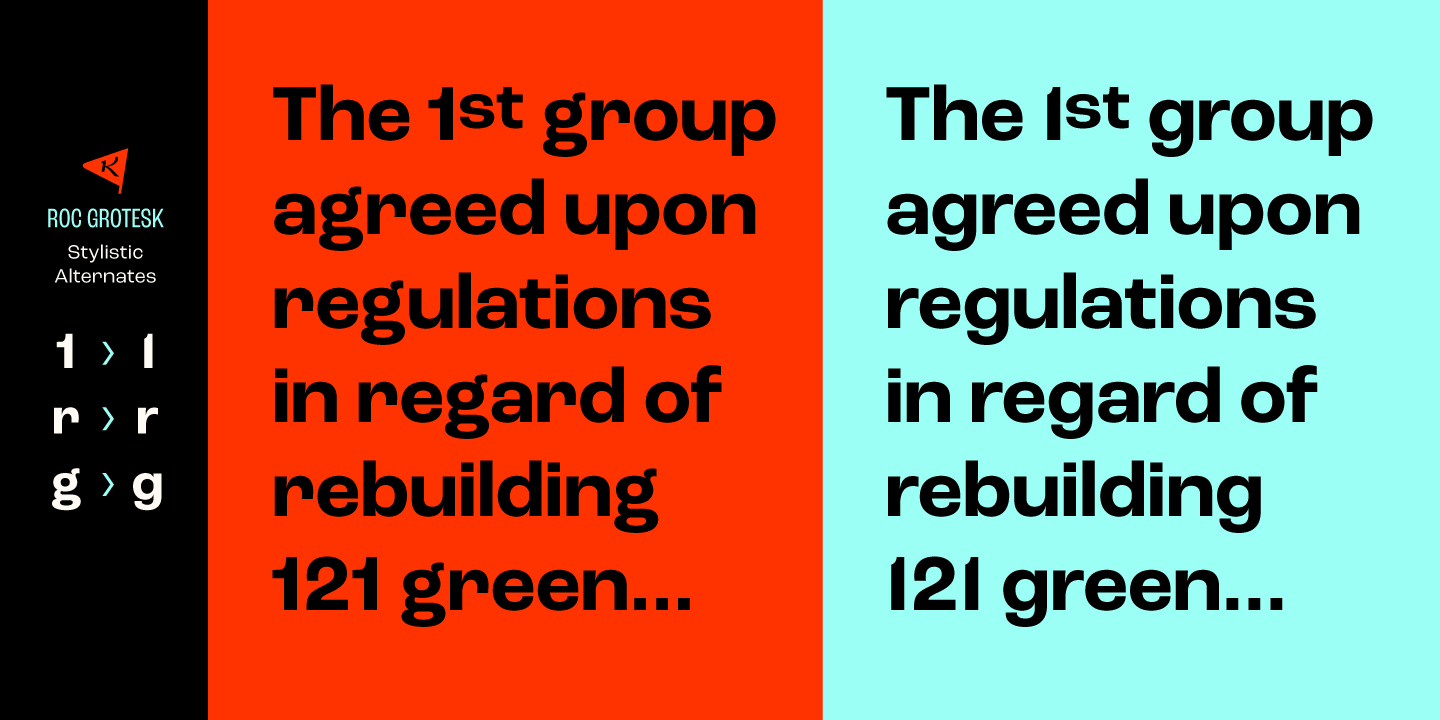 K
ROC GROTESK
Stylistic
Alternates
1 > 1
r > r
g > g
The 1st group
agreed upon
regulations
in regard of
rebuilding
121 green...
The 1st group
agreed upon
regulations
in regard of
rebuilding
121 green...